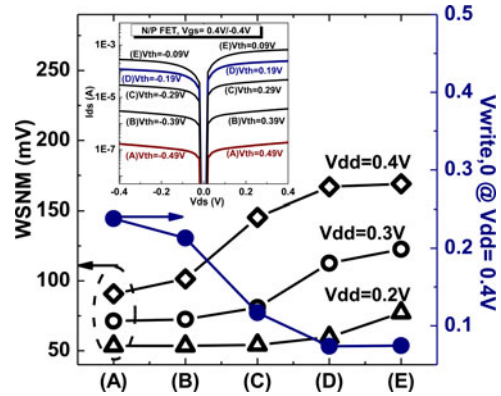 N/P FET, Vgs= 0.4V/-0.4V
(E)Vth=-0.09V (E)Vth=0.09V
(D)Vth=-0.19V (D)Vth=0.19V
(C)Vth=-0.29V (C)Vth=0.29V
(B)Vth=-0.39V (B)Vth=0.39V
(A)Vth=-0.49V (A)Vth=0.49V
1E-3
1E-5
1E-7
Ids (A)
-0.4 -0.2 0.0 0.2 0.4
Vds (V)
250
200
150
100
50
WSNM (mV)
Vdd=0.4V
Vdd=0.3V
Vdd=0.2V
0.5
0.4
0.3
0.2
0.1
Vwrite,0 @ Vdd= 0.4V
(A) (B) (C) (D) (E)